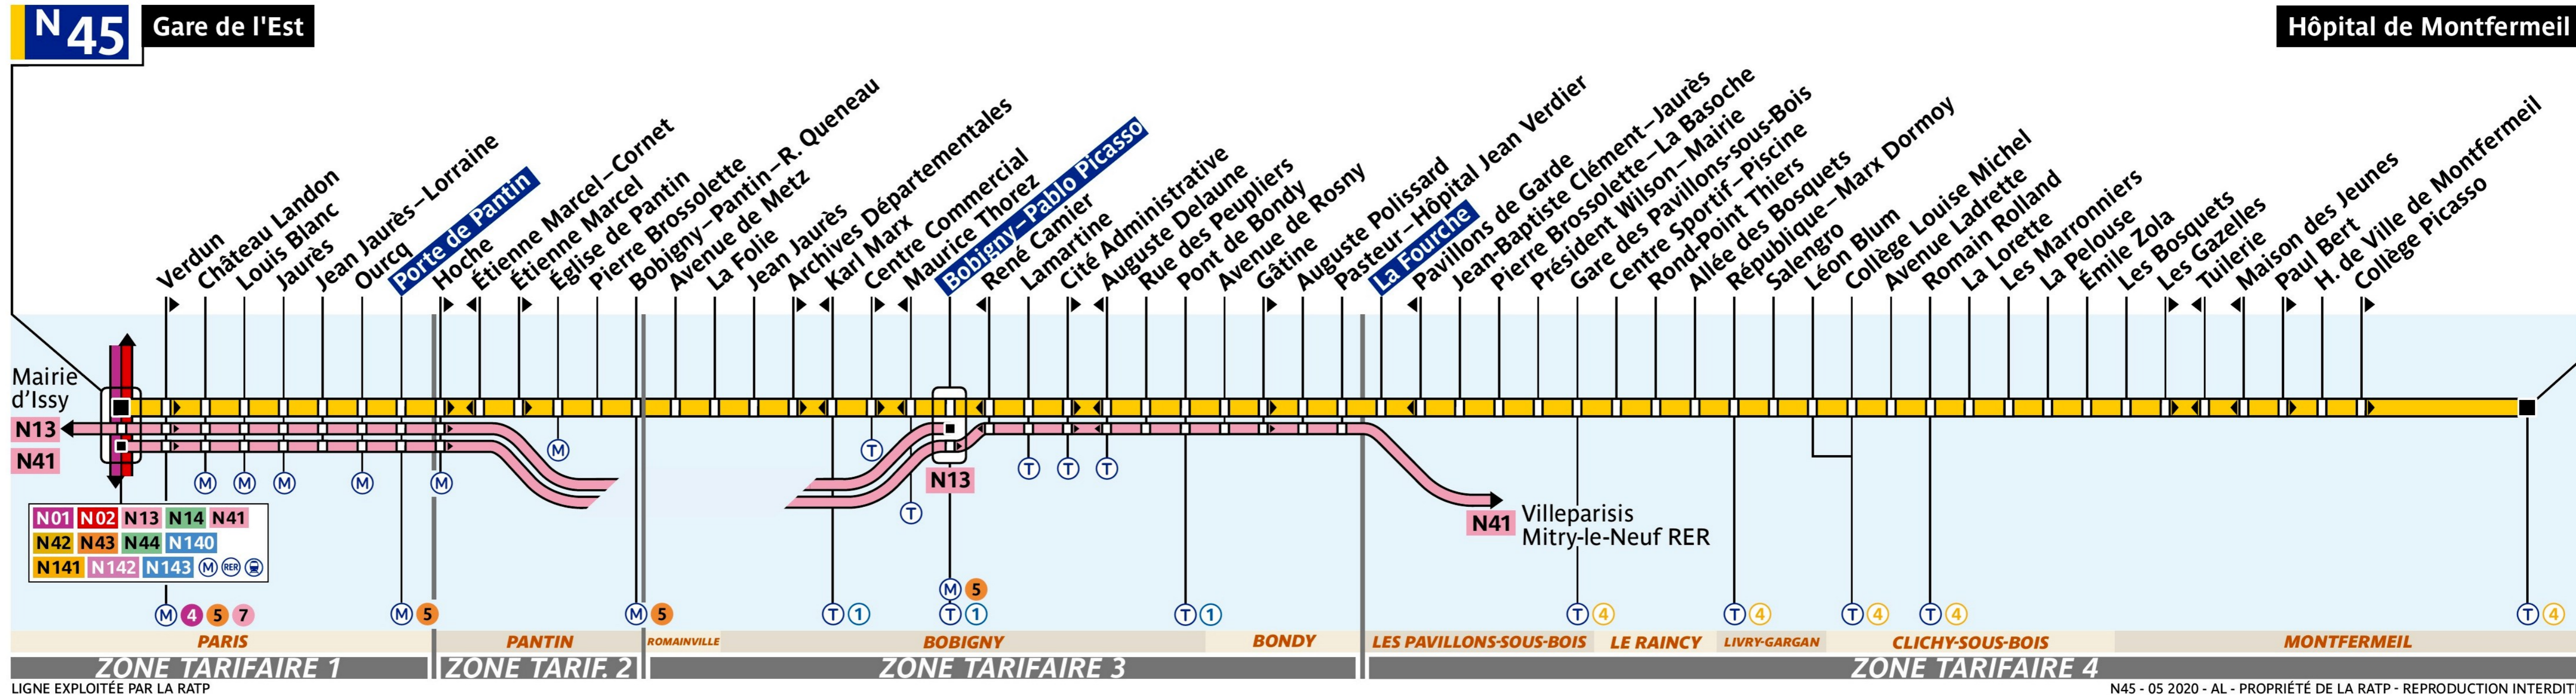 N45
Gare de l'Est
Hôpital de Montfermeil
Verdun
Château Landon
Louis Blanc
Jaurès
Jean Jaurès–Lorraine
Ourcq
Porte de Pantin
Hoche
Étienne Marcel–Cornet
Étienne Marcel
Église de Pantin
Pierre Brossolette
Bobigny–Pantin–R. Queneau
Avenue de Metz
La Folie
Jean Jaurès
Archives Départementales
Karl Marx
Centre Commercial
Maurice Thorez
Bobigny–Pablo Picasso
René Camier
Lamartine
Cité Administrative
Auguste Delaune
Rue des Peupliers
Pont de Bondy
Avenue de Rosny
Gâtine
Auguste Polissard
Pasteur–Hôpital Jean Verdier
La Fourche
Pavillons de Garde
Jean-Baptiste Clément–Jaurès
Pierre Brossolette–La Basoche
Président Wilson–Mairie
Gare des Pavillons-sous-Bois
Centre Sportif–Piscine
Rond-Point Thiers
Allée des Bosquets
République–Marx Dormoy
Salengro
Léon Blum
Collège Louise Michel
Avenue Ladrette
Romain Rolland
La Lorette
Les Marronniers
La Pelouse
Émile Zola
Les Bosquets
Les Gazelles
Tuilerie
Maison des Jeunes
Paul Bert
H. de Ville de Montfermeil
Collège Picasso
Mairie
d'Issy
N13
N41
M
T
M M M M M
T T T
N13
T
N41
Villeparisis
Mitry-le-Neuf RER
N01 N02 N13 N14 N41
N42 N43 N44 N140
N141 N142 N143 M RER
M 5
M 4 5 7
M 5
M 5
T 1
T 1
T 1
T 4
T 4
T 4
T 4
T 4
PARIS
PANTIN
ROMAINVILLE
BOBIGNY
BONDY
LES PAVILLONS-SOUS-BOIS
LE RAINCY
LIVRY-GARGAN
CLICHY-SOUS-BOIS
MONTFERMEIL
ZONE TARIFAIRE 1
ZONE TARIF. 2
ZONE TARIFAIRE 3
ZONE TARIFAIRE 4
LIGNE EXPLOITÉE PAR LA RATP
N45 - 05 2020 - AL - PROPRIÉTÉ DE LA RATP - REPRODUCTION INTERDIT